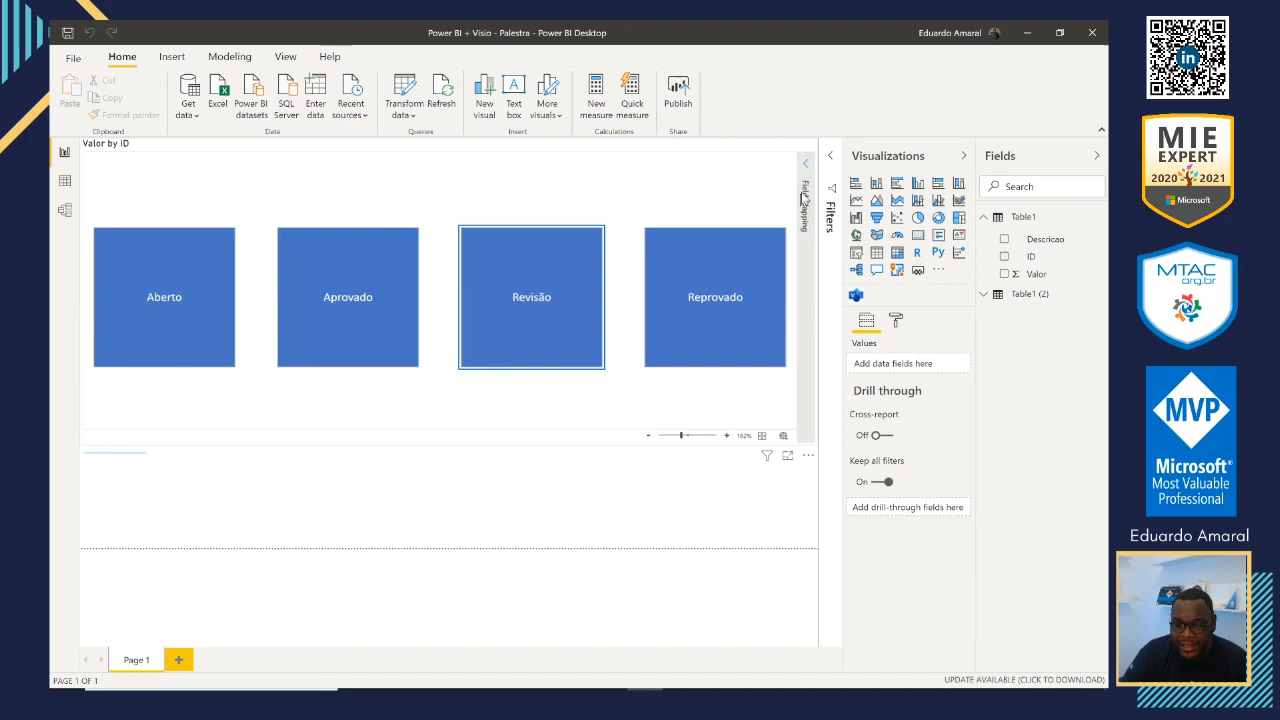 Power BI + Visio - Palestra - Power BI Desktop
Eduardo Amaral
File
Home
Insert
Modeling
View
Help
Paste
Cut
Copy
Format painter
Clipboard
Get data
Excel
Power BI datasets
SQL Server
Enter data
Recent sources
Data
Transform data
Refresh
Queries
New visual
Text box
More visuals
Insert
New measure
Quick measure
Calculations
Publish
Share
Valor by ID
Aberto
Aprovado
Revisão
Reprovado
162%
Filters
Visualizations
R
Py
Values
Add data fields here
Drill through
Cross-report
Off
Keep all filters
On
Add drill-through fields here
Fields
Search
Table1
Descricao
ID
Σ Valor
Table1 (2)
Page 1
PAGE 1 OF 1
UPDATE AVAILABLE (CLICK TO DOWNLOAD)
in
MIE
EXPERT
2020 2021
Microsoft
MTAC
org.br
MVP
Microsoft®
Most Valuable
Professional
Eduardo Amaral